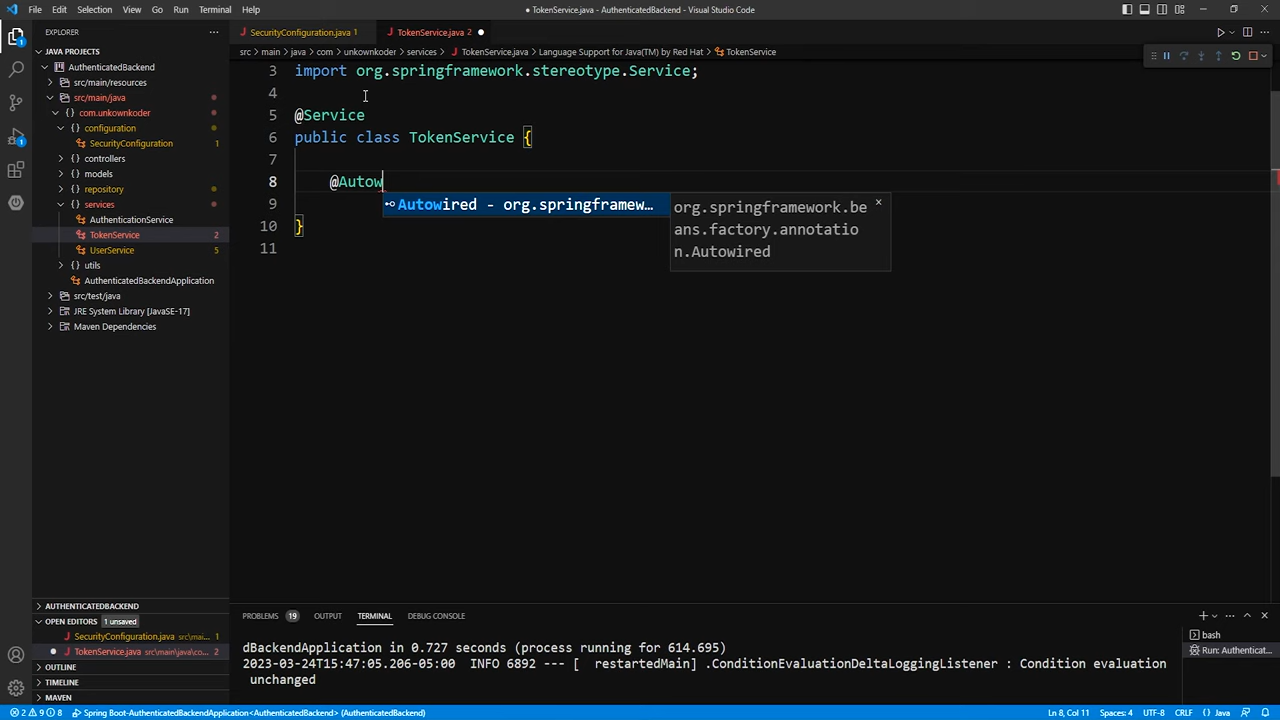 File Edit Selection View Go Run Terminal Help
● TokenService.java - AuthenticatedBackend - Visual Studio Code
EXPLORER
JAVA PROJECTS
AuthenticatedBackend
src/main/resources
src/main/java
com.unkownkoder
configuration
SecurityConfiguration 1
controllers
models
repository
services
AuthenticationService
TokenService 2
UserService 5
utils
AuthenticatedBackendApplication
src/test/java
JRE System Library [JavaSE-17]
Maven Dependencies
AUTHENTICATEDBACKEND
OPEN EDITORS 1 unsaved
SecurityConfiguration.java src\mai... 1
TokenService.java src\main\java\co... 2
OUTLINE
TIMELINE
MAVEN
SecurityConfiguration.java 1
TokenService.java 2
src > main > java > com > unkownkoder > services > TokenService.java > Language Support for Java(TM) by Red Hat > TokenService
3 import org.springframework.stereotype.Service;
4
5 @Service
6 public class TokenService {
7
8 @Autow
9
10 }
11
Autowired - org.springframew...
org.springframework.be
ans.factory.annotatio
n.Autowired
PROBLEMS 19 OUTPUT TERMINAL DEBUG CONSOLE
dBackendApplication in 0.727 seconds (process running for 614.695)
2023-03-24T15:47:05.206-05:00 INFO 6892 --- [ restartedMain] .ConditionEvaluationDeltaLoggingListener : Condition evaluation
unchanged
bash
Run: Authenticat...
2 9 8 Spring Boot-AuthenticatedBackendApplication<AuthenticatedBackend> (AuthenticatedBackend)
Ln 8, Col 11 Spaces: 4 UTF-8 CRLF {} Java